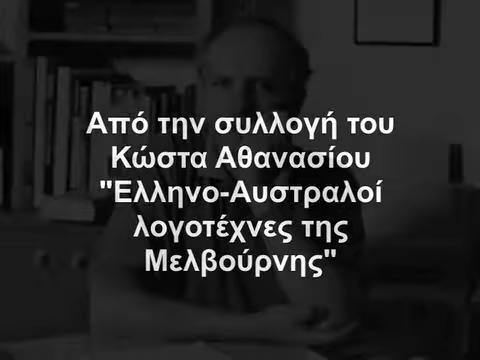 Από την συλλογή του
Κώστα Αθανασίου
"Ελληνο-Αυστραλοί
λογοτέχνες της
Μελβούρνης"